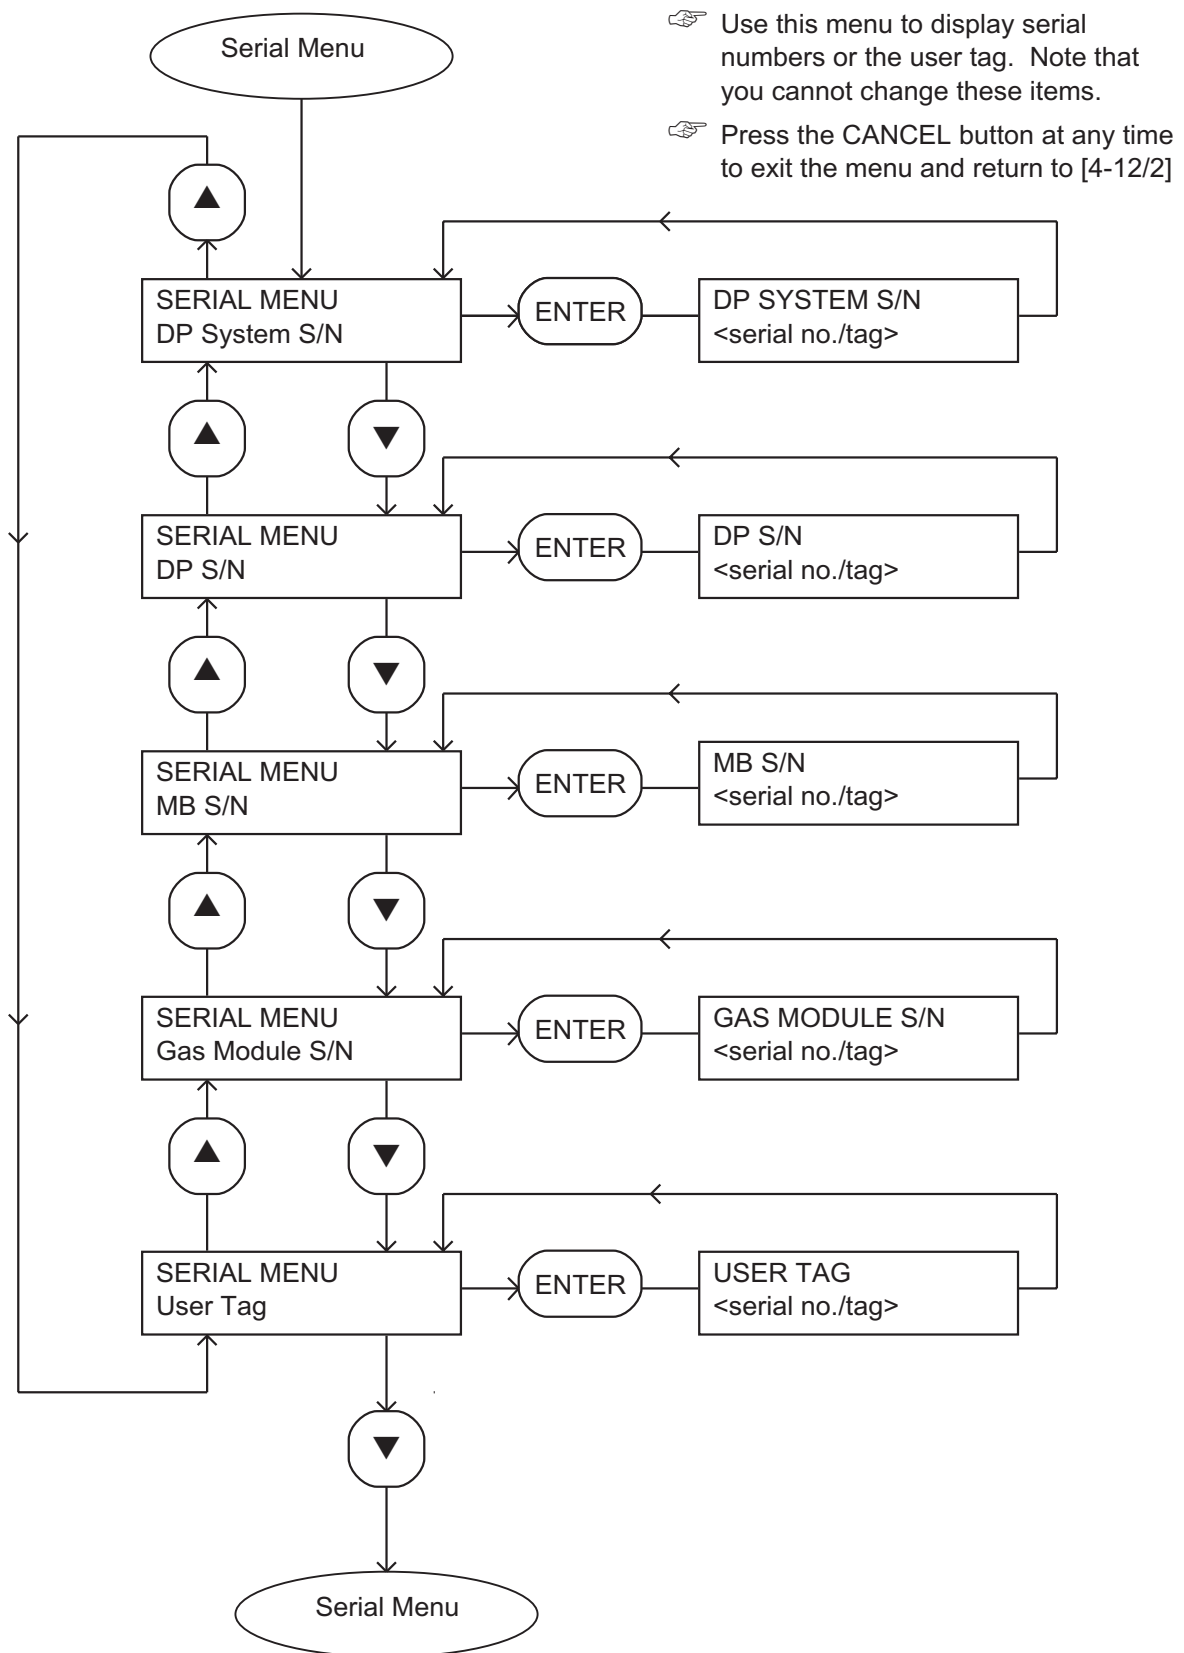 Serial Menu
☞ Use this menu to display serial
numbers or the user tag.  Note that
you cannot change these items.
☞ Press the CANCEL button at any time
to exit the menu and return to [4-12/2]
▲
SERIAL MENU
DP System S/N
ENTER
DP SYSTEM S/N
<serial no./tag>
▲
▼
SERIAL MENU
DP S/N
ENTER
DP S/N
<serial no./tag>
▲
▼
SERIAL MENU
MB S/N
ENTER
MB S/N
<serial no./tag>
▲
▼
SERIAL MENU
Gas Module S/N
ENTER
GAS MODULE S/N
<serial no./tag>
▲
▼
SERIAL MENU
User Tag
ENTER
USER TAG
<serial no./tag>
▼
Serial Menu